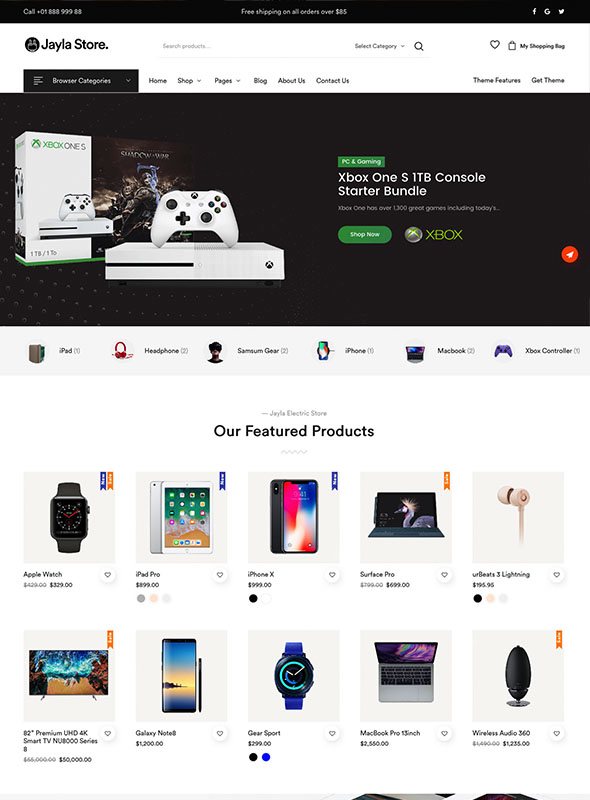 Call +01 888 999 88
Free shipping on all orders over $85
Jayla Store.
Search products...
Select Category
My Shopping Bag
Browser Categories
Home
Shop
Pages
Blog
About Us
Contact Us
Theme Features
Get Theme
XBOX ONE S
SHADOW OF WAR
1 TB / 1 To
PC & Gaming
Xbox One S 1TB Console
Starter Bundle
Xbox One has over 1,300 great games including today's...
Shop Now
XBOX
iPad (1)
Headphone (2)
Samsum Gear (2)
iPhone (1)
Macbook (2)
Xbox Controller (1)
— Jayla Electric Store
Our Featured Products
New
Sale
Apple Watch
$429.00 $329.00
New
iPad Pro
$899.00
New
iPhone X
$999.00
Sale
Surface Pro
$799.00 $699.00
urBeats 3 Lightning
$195.95
Sale
82" Premium UHD 4K
Smart TV NU8000 Series
8
$55,000.00 $50,000.00
Galaxy Note8
$1,200.00
Gear Sport
$299.00
MacBook Pro 13inch
$2,550.00
Sale
Wireless Audio 360
$1,490.00 $1,235.00